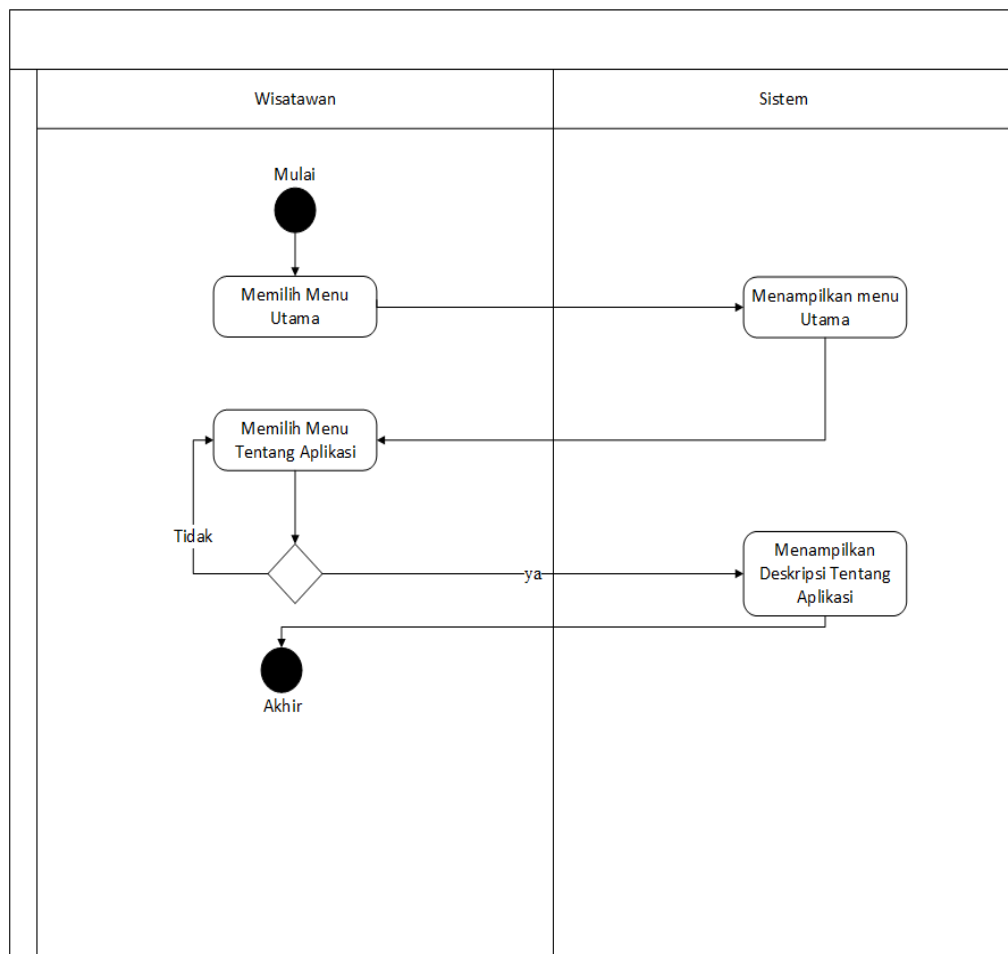 Wisatawan
Sistem
Mulai
Memilih Menu
Utama
Menampilkan menu
Utama
Memilih Menu
Tentang Aplikasi
Tidak
ya
Menampilkan
Deskripsi Tentang
Aplikasi
Akhir